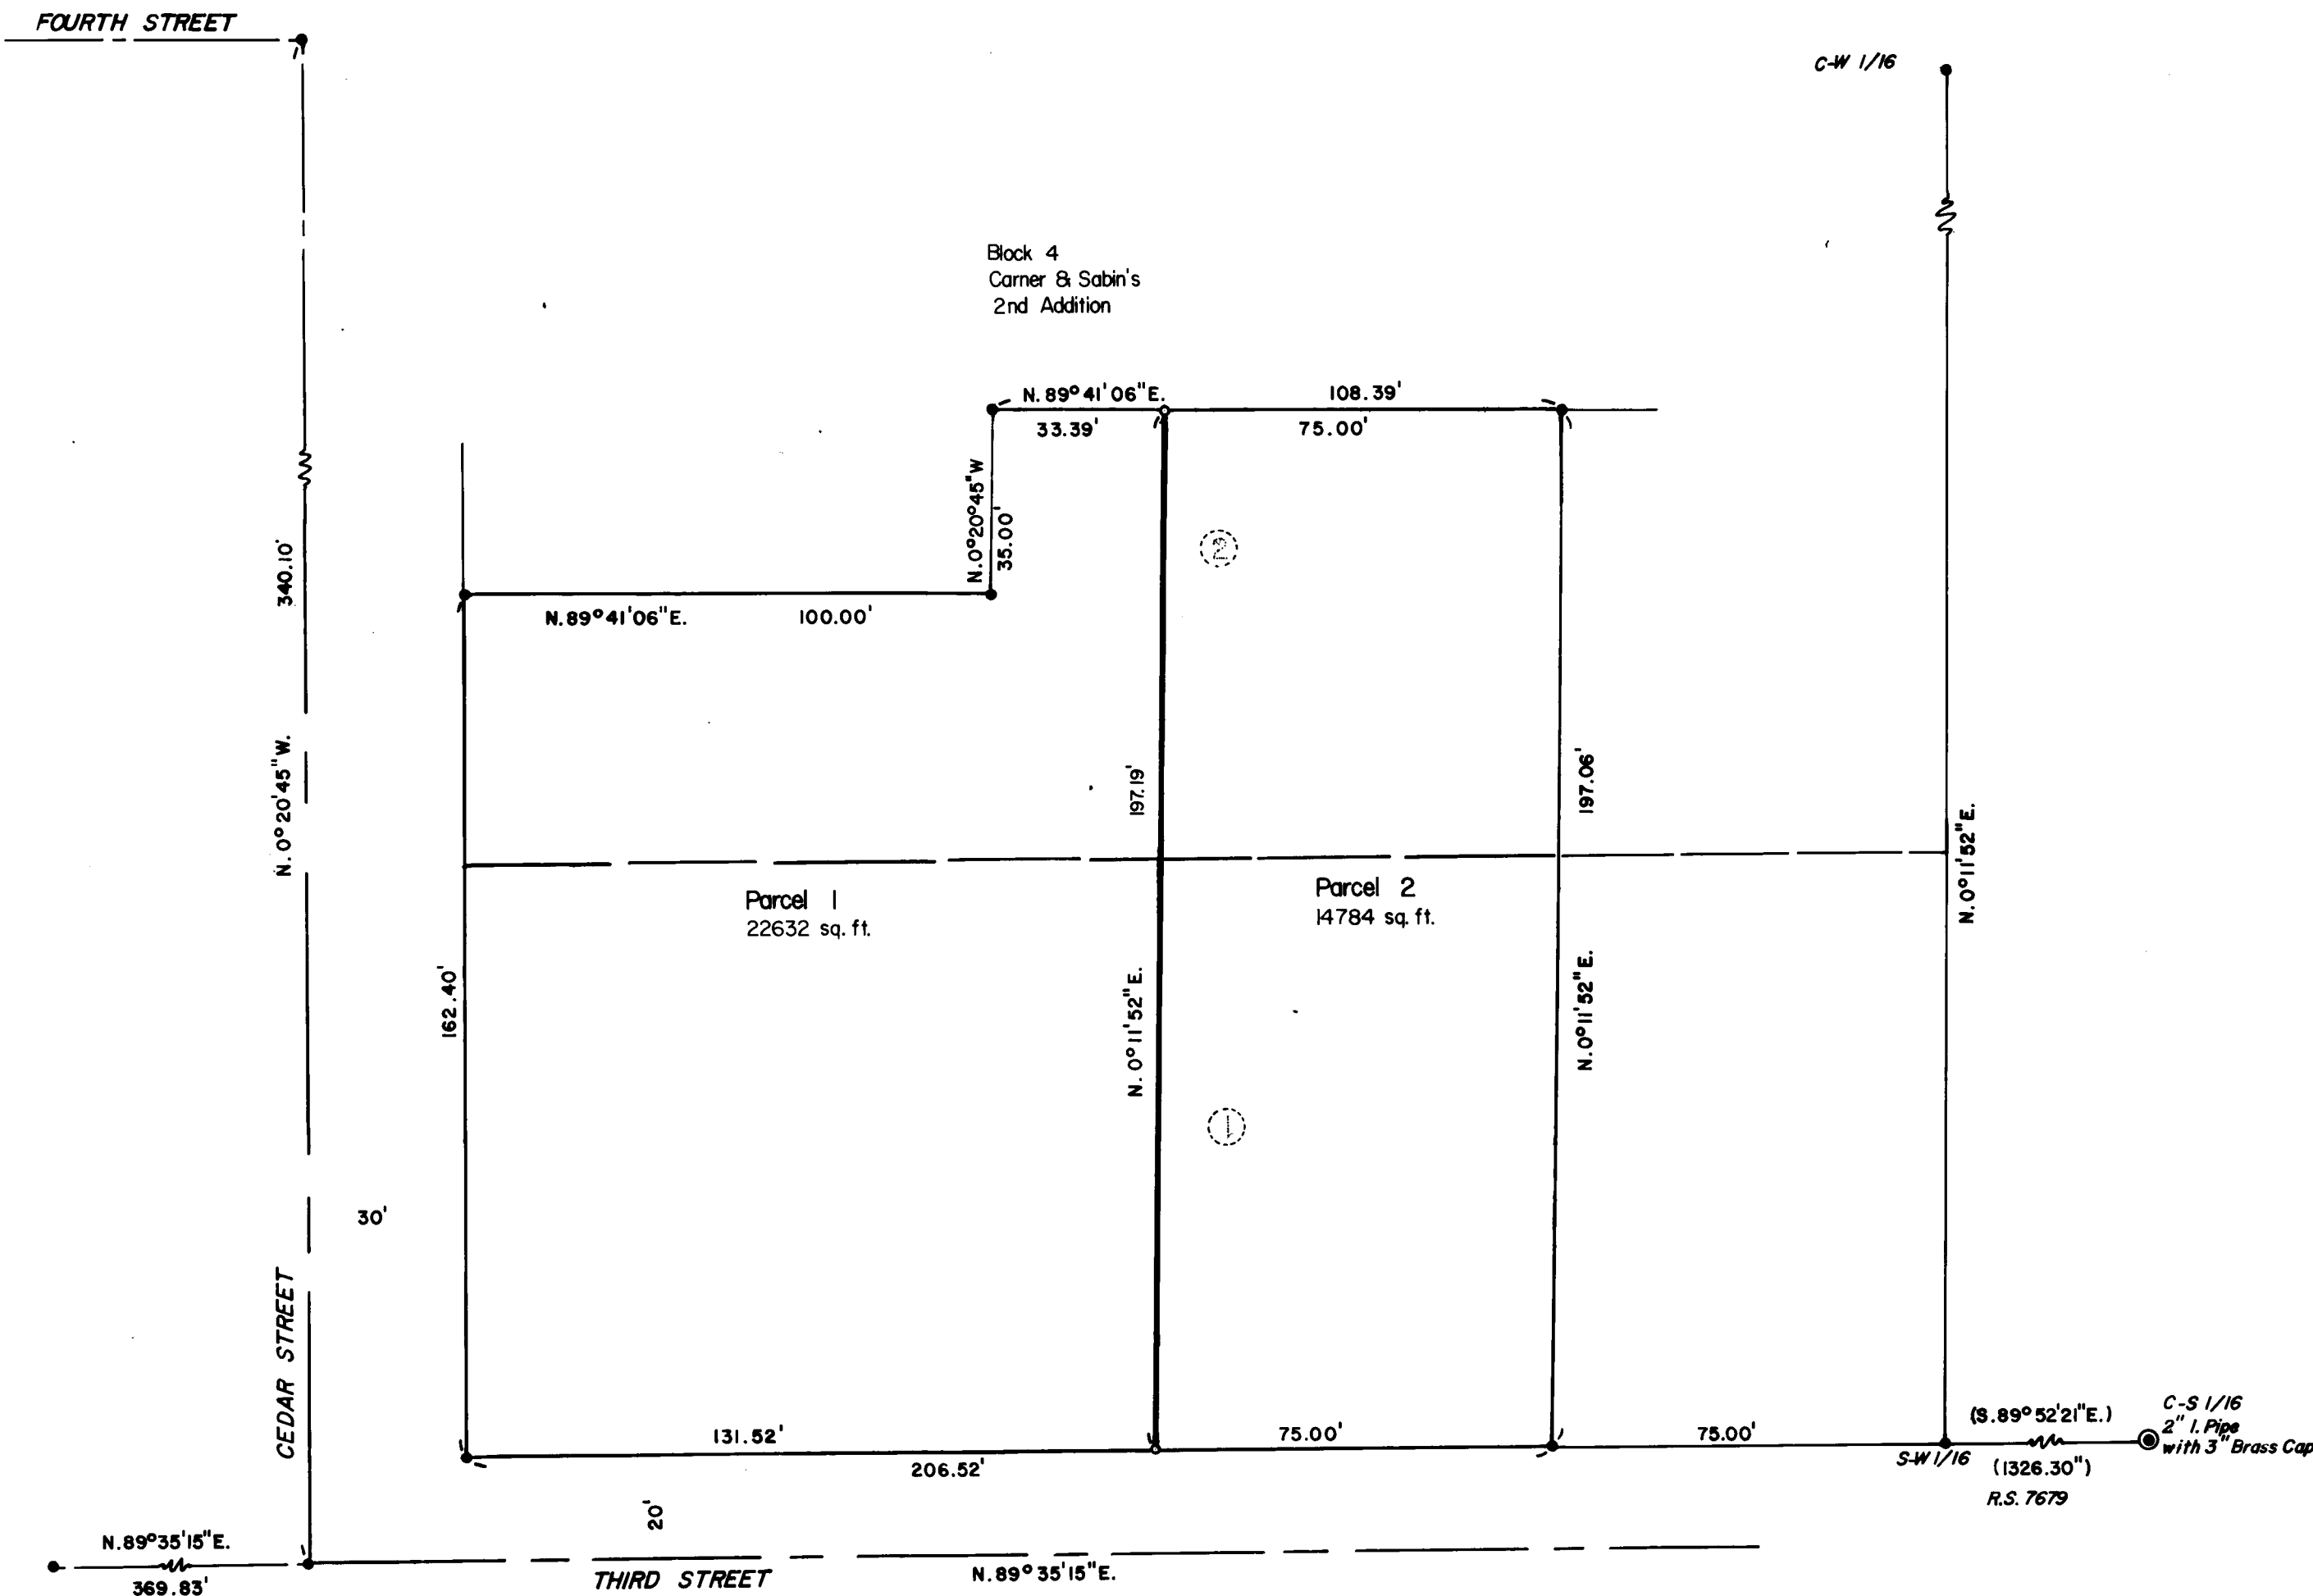 FOURTH STREET
C-W 1/16
Block 4
Carner & Sabin's
2nd Addition
N.89°41'06"E.
108.39'
33.39'
75.00'
N.0°20°45"W
35.00'
2
340.10'
N.89°41'06"E.
100.00'
N.0°20'45"W.
197.19'
197.06'
N.0°11'52"E.
Parcel 1
22632 sq. ft.
Parcel 2
14784 sq. ft.
162.40'
N.0°11'52"E.
N.0°11'52"E.
1
30'
CEDAR STREET
131.52'
206.52'
75.00'
75.00'
S-W 1/16
(S.89°52'21"E.)
(1326.30")
R.S. 7679
C-S 1/16
2" I. Pipe
with 3" Brass Cap
20'
N.89°35'15"E.
369.83'
THIRD STREET
N.89°35'15"E.